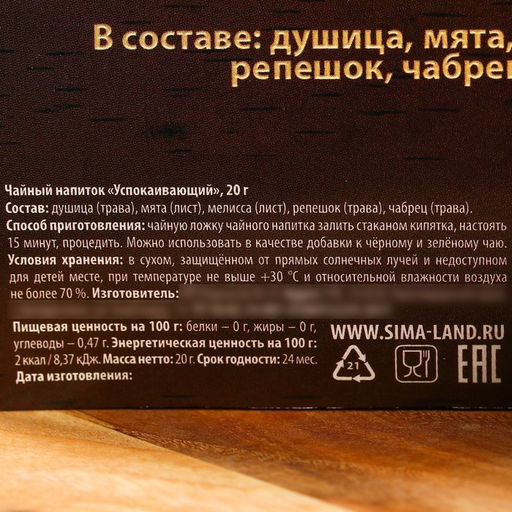 В составе: душица, мята,
репешок, чабрец
Чайный напиток «Успокаивающий», 20 г
Состав: душица (трава), мята (лист), мелисса (лист), репешок (трава), чабрец (трава).
Способ приготовления: чайную ложку чайного напитка залить стаканом кипятка, настоять
15 минут, процедить. Можно использовать в качестве добавки к чёрному и зелёному чаю.
Условия хранения: в сухом, защищённом от прямых солнечных лучей и недоступном
для детей месте, при температуре не выше +30 °C и относительной влажности воздуха
не более 70 %. Изготовитель:
Пищевая ценность на 100 г: белки – 0 г, жиры – 0 г,
углеводы – 0,47 г. Энергетическая ценность на 100 г:
2 ккал / 8,37 кДж. Масса нетто: 20 г. Срок годности: 24 мес.
Дата изготовления:
WWW.SIMA-LAND.RU
21
EAC